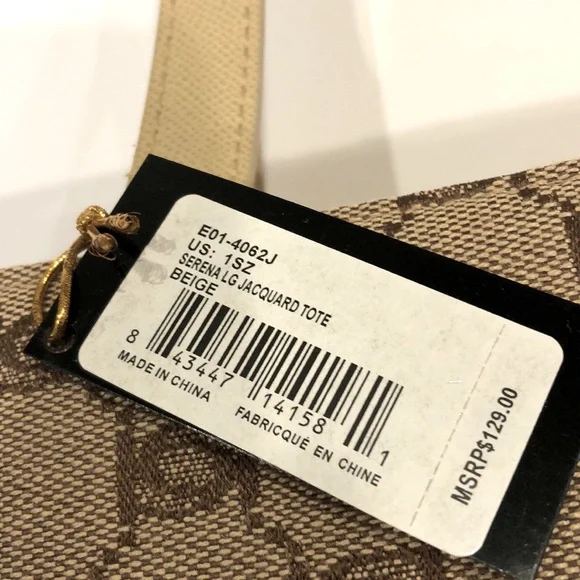 E01-4062J
US: 1SZ
SERENA LG JACQUARD TOTE
BEIGE
8 43447 14158 1
MADE IN CHINA
FABRICQUÉ EN CHINE
MSRP$129.00